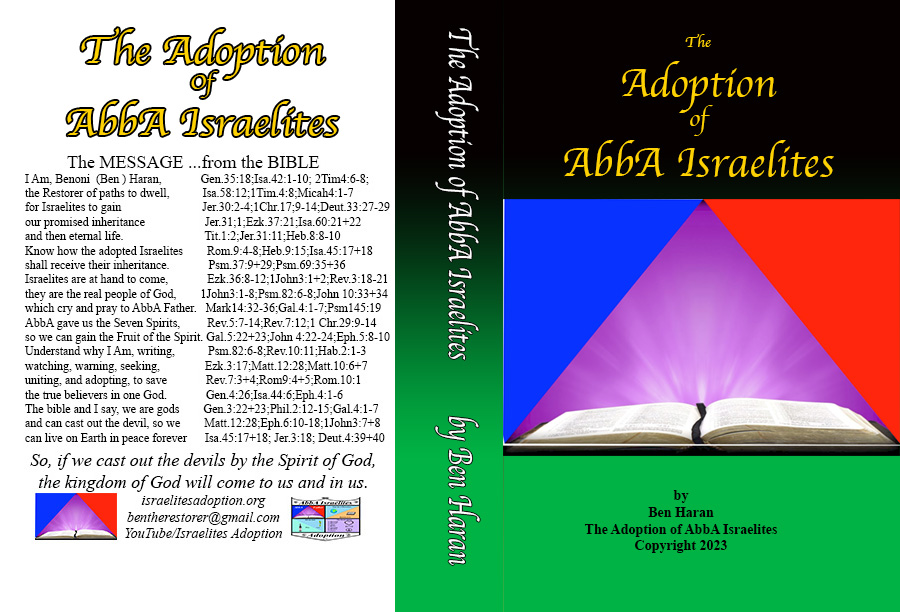 The Adoption
Of
AbbA Israelites
The MESSAGE ...from the BIBLE
I Am, Benoni (Ben ) Haran, Gen.35:18;Isa.42:1-10; 2Tim4:6-8;
the Restorer of paths to dwell, Isa.58:12;1Tim.4:8;Micah4:1-7
for Israelites to gain Jer.30:2-4;1Chr.17;9-14;Deut.33:27-29
our promised inheritance Jer.31;1;Ezk.37:21;Isa.60:21+22
and then eternal life. Tit.1:2;Jer.31:11;Heb.8:8-10
Know how the adopted Israelites Rom.9:4-8;Heb.9:15;Isa.45:17+18
shall receive their inheritance. Psm.37:9+29;Psm.69:35+36
Israelites are at hand to come, Ezk.36:8-12;1John3:1+2;Rev.3:18-21
they are the real people of God, 1John3:1-8;Psm.82:6-8;John 10:33+34
which cry and pray to AbbA Father. Mark14:32-36;Gal.4:1-7;Psm145:19
AbbA gave us the Seven Spirits, Rev.5:7-14;Rev.7:12;1 Chr.29:9-14
so we can gain the Fruit of the Spirit. Gal.5:22+23;John 4:22-24;Eph.5:8-10
Understand why I Am, writing, Psm.82:6-8;Rev.10:11;Hab.2:1-3
watching, warning, seeking, Ezk.3:17;Matt.12:28;Matt.10:6+7
uniting, and adopting, to save Rev.7:3+4;Rom9:4+5;Rom.10:1
the true believers in one God. Gen.4:26;Isa.44:6;Eph.4:1-6
The bible and I say, we are gods Gen.3:22+23;Phil.2:12-15;Gal.4:1-7
and can cast out the devil, so we Matt.12:28;Eph.6:10-18;1John3:7+8
can live on Earth in peace forever Isa.45:17+18; Jer.3:18; Deut.4:39+40
So, if we cast out the devils by the Spirit of God,
the kingdom of God will come to us and in us.
israelitesadoption.org
bentherestorer@gmail.com
YouTube/Israelites Adoption
AbbA Israelites
Adoption
The Adoption of AbbA Israelites by Ben Haran
The
Adoption
of
AbbA Israelites
by
Ben Haran
The Adoption of AbbA Israelites
Copyright 2023